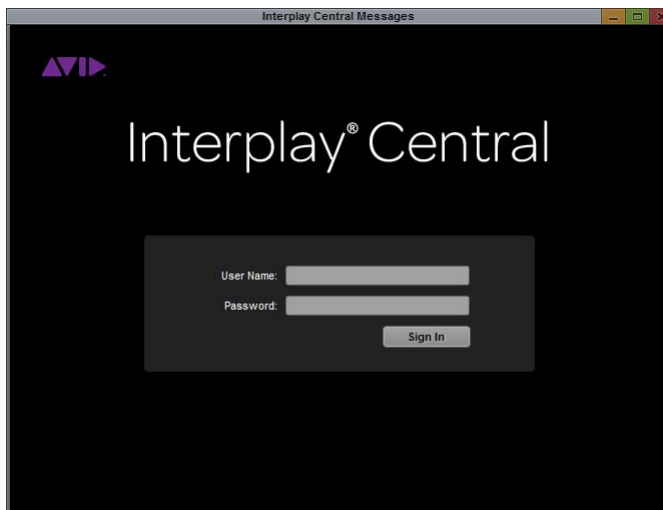 Interplay Central Messages
AVID
Interplay® Central
User Name:
Password:
Sign In